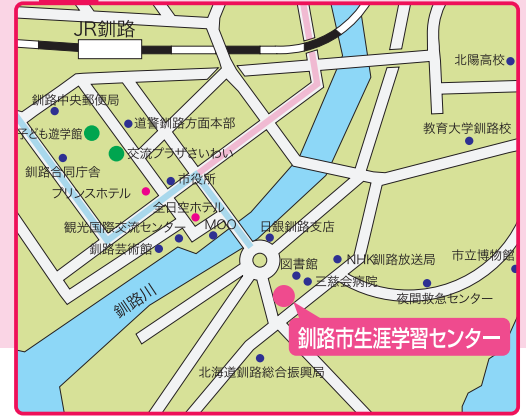 JR釧路
北陽高校
釧路中央郵便局
道警釧路方面本部
教育大学釧路校
子ども遊学館
交流プラザさいわい
釧路合同庁舎
市役所
プリンスホテル
全日空ホテル
観光国際交流センター
MOO
日銀釧路支店
釧路芸術館
図書館
NHK釧路放送局
市立博物館
三慈会病院
釧路川
夜間救急センター
釧路市生涯学習センター
北海道釧路総合振興局